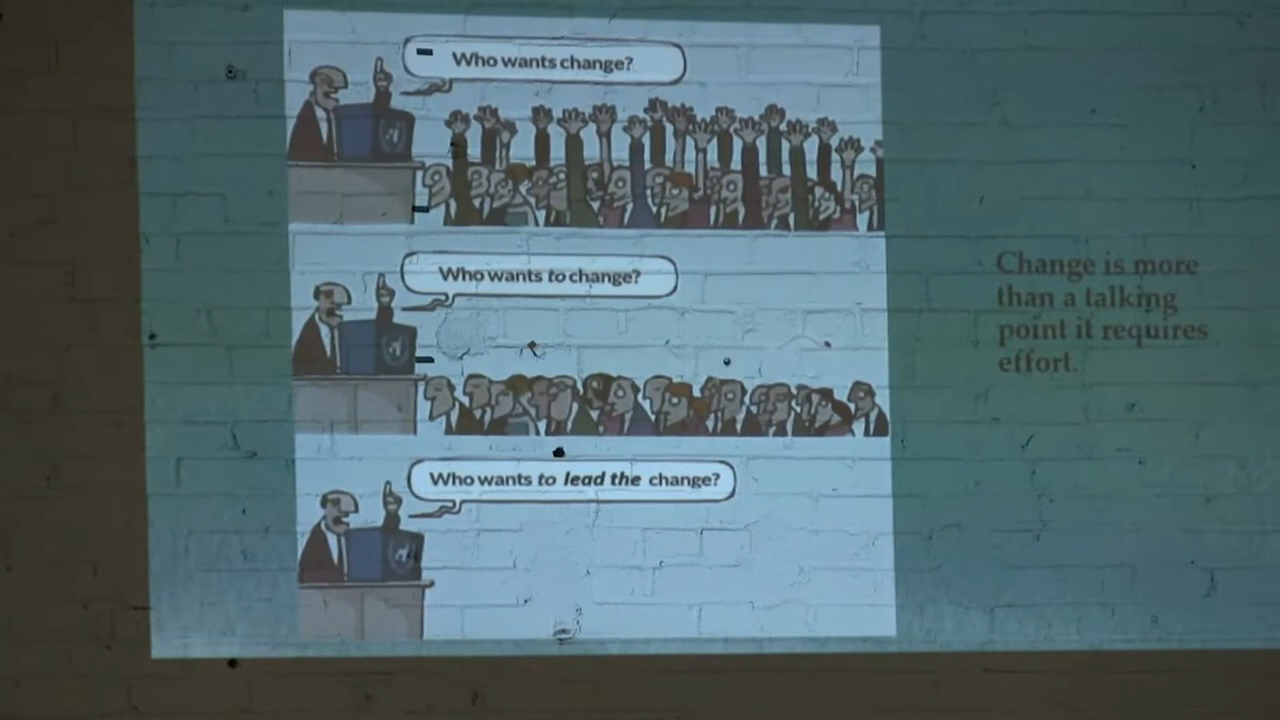 Who wants change?
Who wants to change?
Who wants to lead the change?
Change is more
than a talking
point it requires
effort.